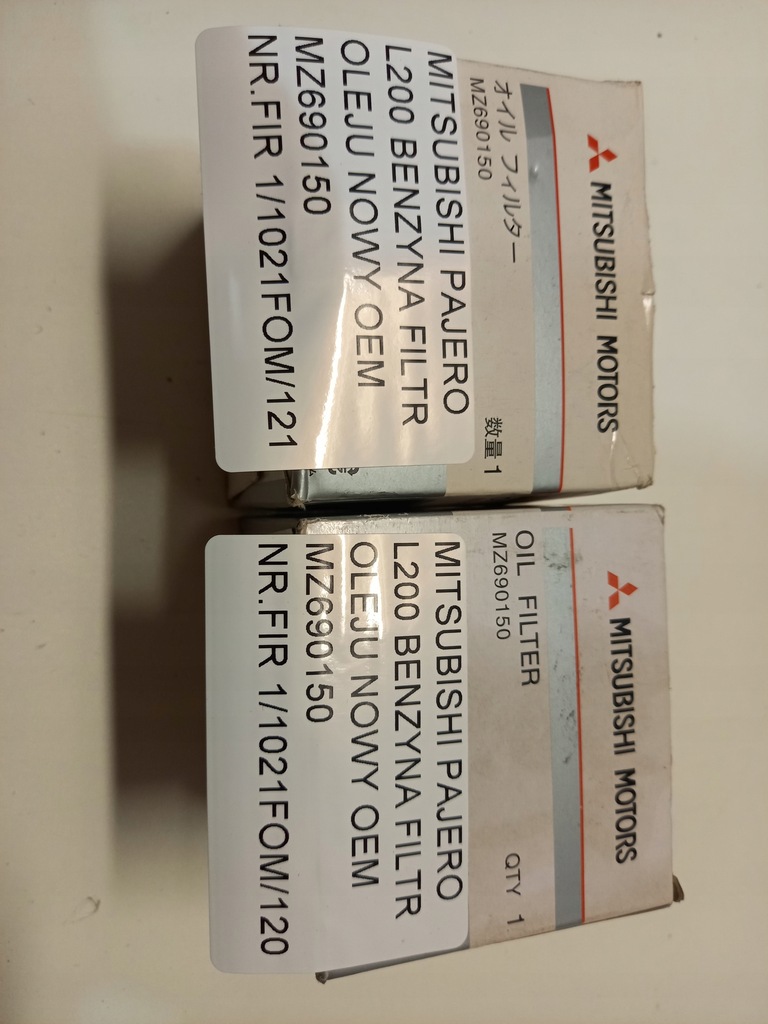 MITSUBISHI MOTORS
オイル フィルター
MZ690150
数量 1
MITSUBISHI PAJERO
L200 BENZYNA FILTR
OLEJU NOWY OEM
MZ690150
NR.FIR 1/1021FOM/121
MITSUBISHI MOTORS
OIL FILTER
MZ690150
QTY 1
MITSUBISHI PAJERO
L200 BENZYNA FILTR
OLEJU NOWY OEM
MZ690150
NR.FIR 1/1021FOM/120